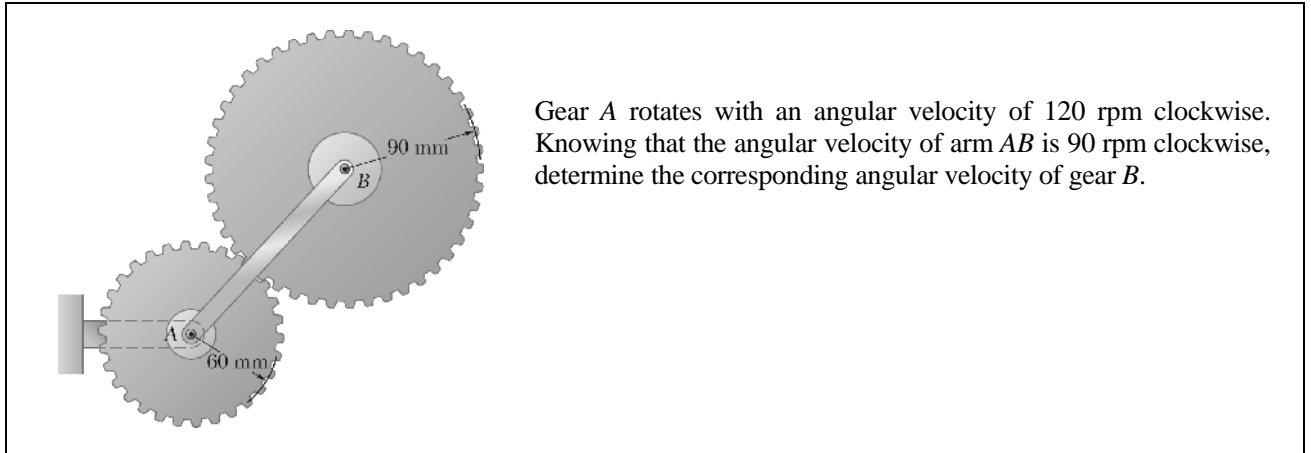 Gear A rotates with an angular velocity of 120 rpm clockwise.
Knowing that the angular velocity of arm AB is 90 rpm clockwise,
determine the corresponding angular velocity of gear B.
90 mm
B
A
60 mm